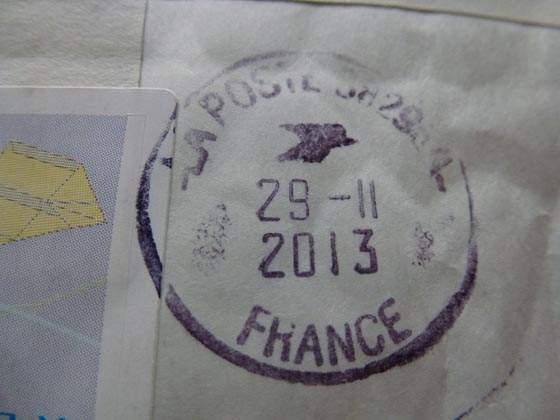 LA POSTE
29-11
2013
FRANCE